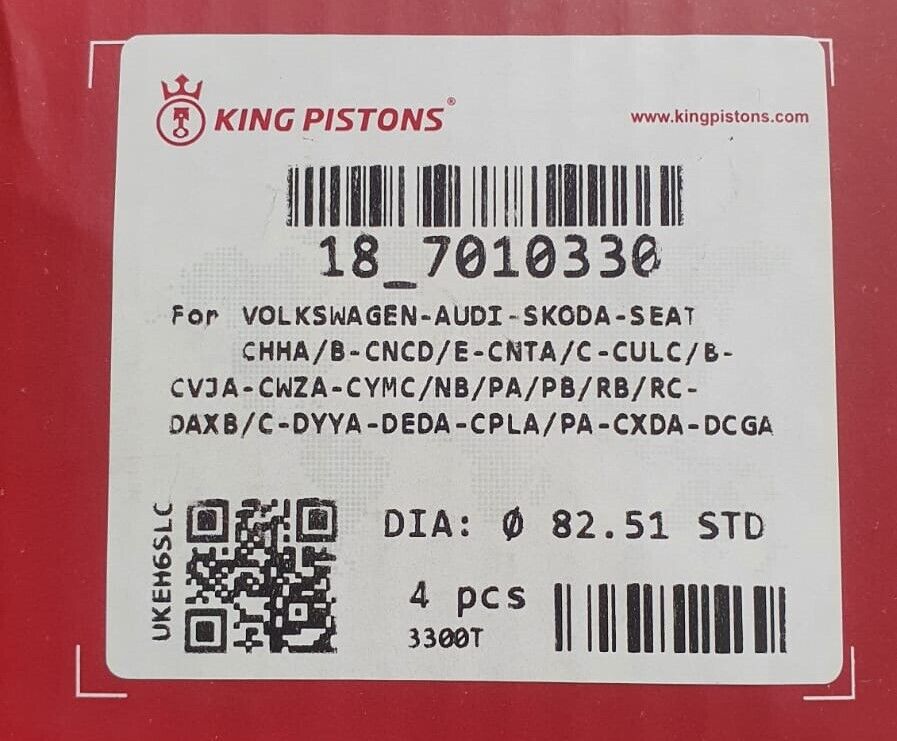 KING PISTONS®
www.kingpistons.com
18_7010330
For VOLKSWAGEN-AUDI-SKODA-SEAT
CHHA/B-CNCD/E-CNTA/C-CULC/B-
CVJA-CWZA-CYMC/NB/PA/PB/RB/RC-
DAXB/C-DYYA-DEDA-CPLA/PA-CXDA-DCGA
UKEH6SLC
DIA: Ø 82.51 STD
4 pcs
3300T